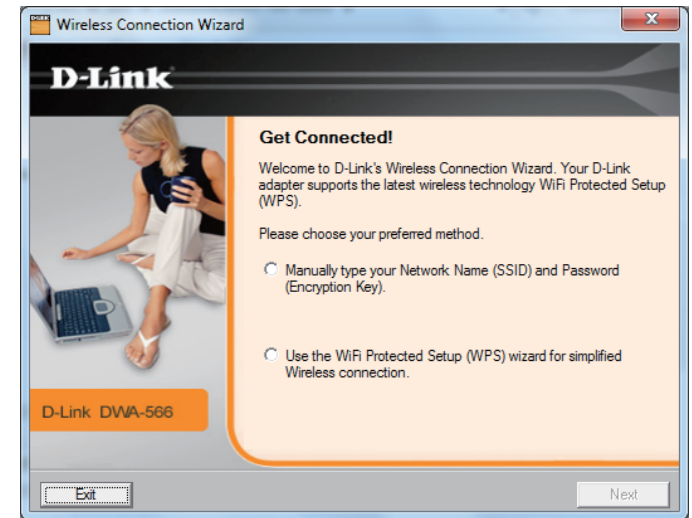 Wireless Connection Wizard
D-Link
Get Connected!
Welcome to D-Link's Wireless Connection Wizard. Your D-Link
adapter supports the latest wireless technology WiFi Protected Setup
(WPS).
Please choose your preferred method.
Manually type your Network Name (SSID) and Password
(Encryption Key).
Use the WiFi Protected Setup (WPS) wizard for simplified
Wireless connection.
D-Link DWA-566
Exit
Next